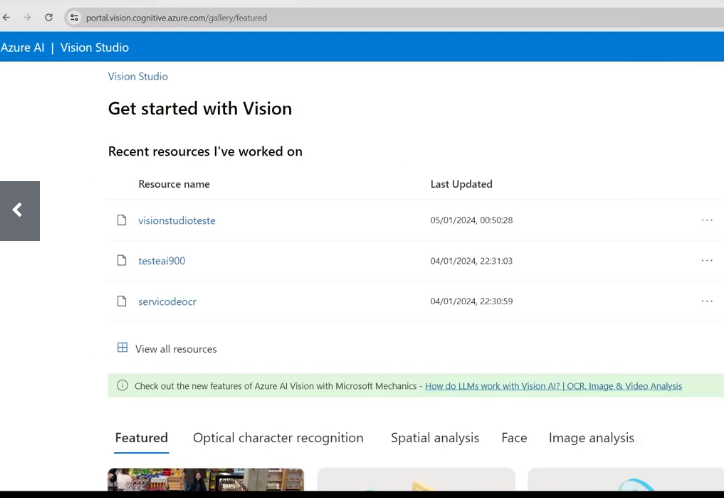 portal.vision.cognitive.azure.com/gallery/featured
Azure AI | Vision Studio
Vision Studio
Get started with Vision
Recent resources I've worked on
Resource name Last Updated
visionstudioteste 05/01/2024, 00:50:28 ...
testeai900 04/01/2024, 22:31:03 ...
servicodeocr 04/01/2024, 22:30:59 ...
View all resources
Check out the new features of Azure AI Vision with Microsoft Mechanics - How do LLMs work with Vision AI? | OCR, Image & Video Analysis
Featured Optical character recognition Spatial analysis Face Image analysis